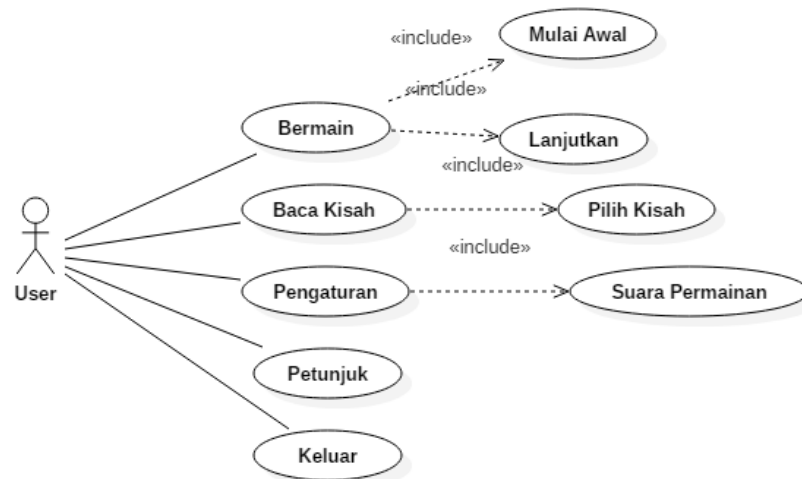 «include»
Mulai Awal
«include»
Bermain
Lanjutkan
«include»
Baca Kisah
Pilih Kisah
«include»
User
Pengaturan
Suara Permainan
Petunjuk
Keluar